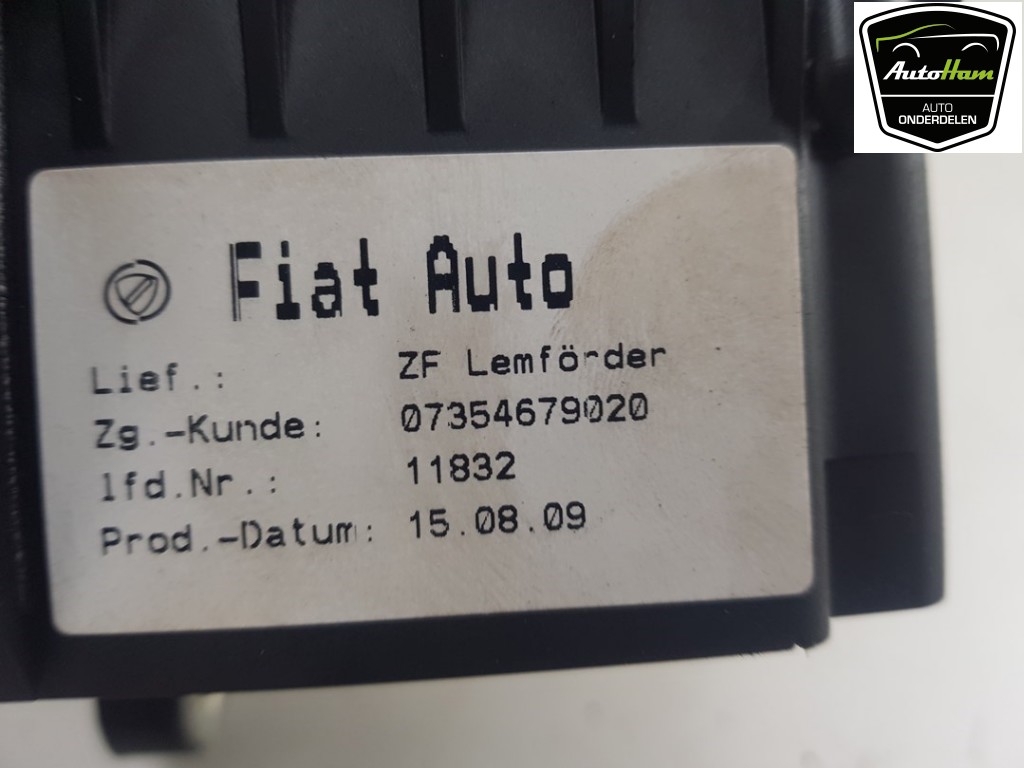 AutoHam
AUTO
ONDERDELEN
Fiat Auto
Lief.: ZF Lemförder
Zg.-Kunde: 07354679020
lfd.Nr.: 11832
Prod.-Datum: 15.08.09